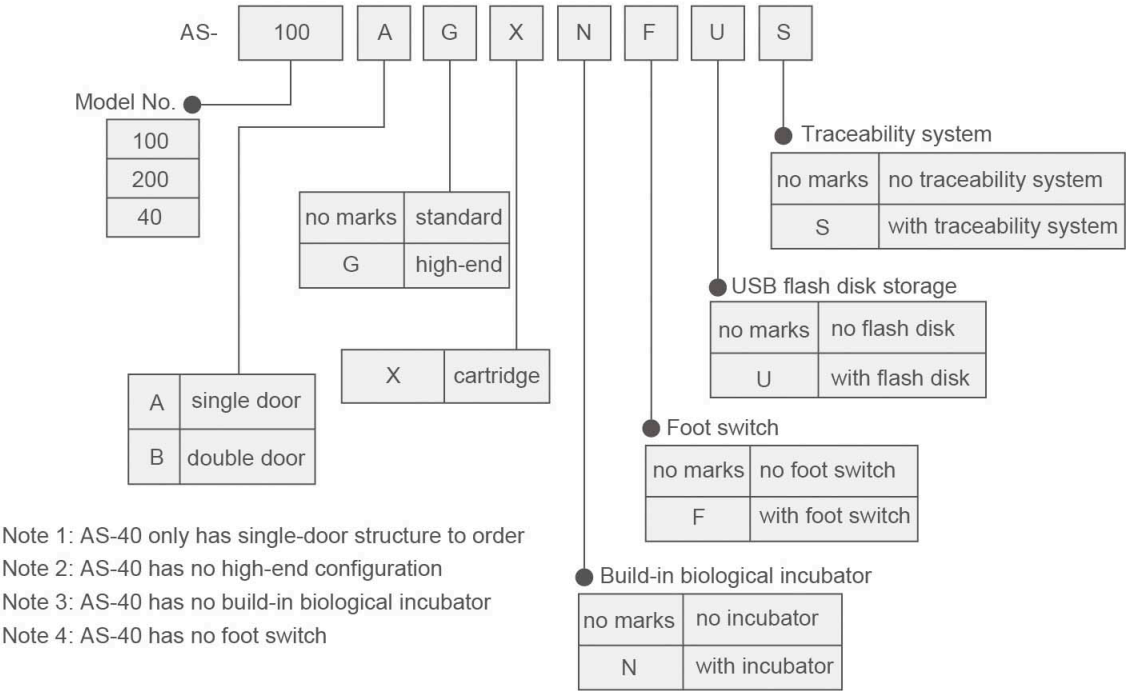 AS- 100 A G X N F U S
Model No.
100
200
40
Traceability system
no marks no traceability system
S with traceability system
no marks standard
G high-end
USB flash disk storage
no marks no flash disk
U with flash disk
X cartridge
A single door
B double door
Foot switch
no marks no foot switch
F with foot switch
Note 1: AS-40 only has single-door structure to order
Note 2: AS-40 has no high-end configuration
Note 3: AS-40 has no build-in biological incubator
Note 4: AS-40 has no foot switch
Build-in biological incubator
no marks no incubator
N with incubator